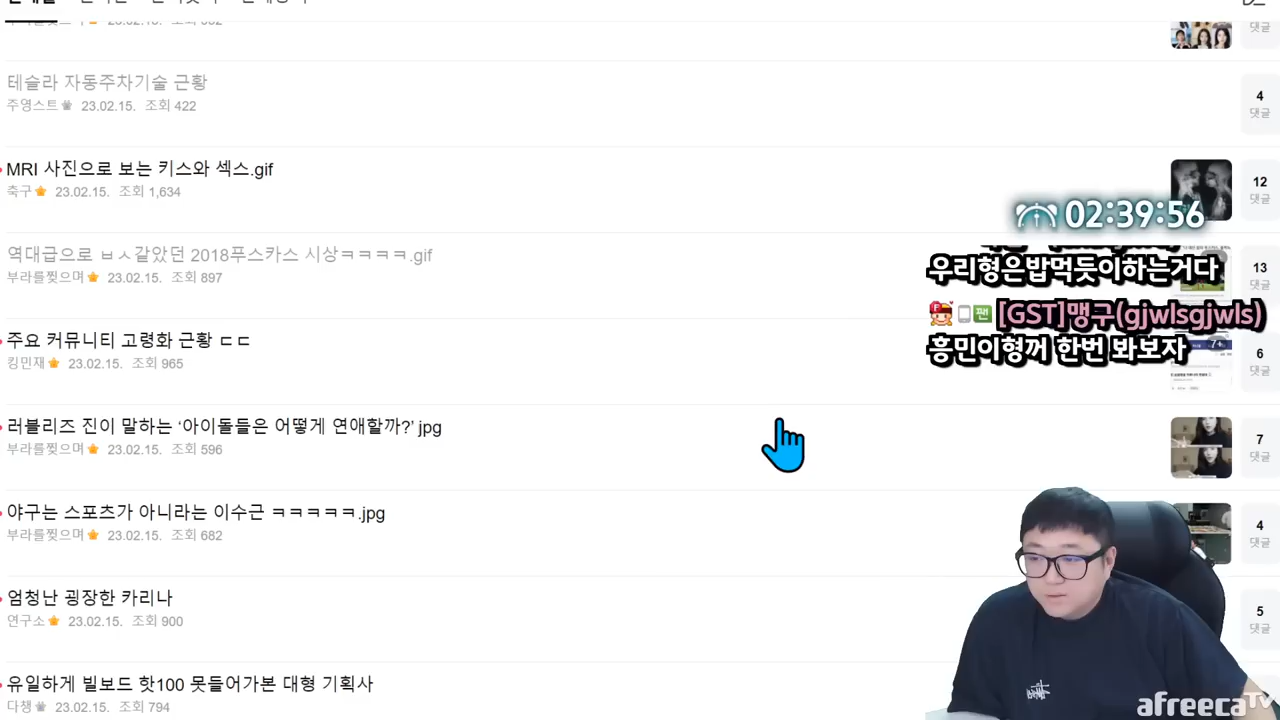 테슬라 자동주차기술 근황
주영스트 23.02.15. 조회 422
4
댓글
MRI 사진으로 보는 키스와 섹스.gif
축구 23.02.15. 조회 1,634
12
댓글
02:39:56
역대급으로 ㅂㅅ같았던 2018푸스카스 시상ㅋㅋㅋㅋ.gif
부라를찢으며 23.02.15. 조회 897
13
댓글
우리형은밥먹듯이하는거다
F 팬 [GST]맹구(gjwlsgjwls)
흥민이형꺼 한번 봐보자
주요 커뮤니티 고령화 근황 ㄷㄷ
킹민재 23.02.15. 조회 965
7+
6
댓글
러블리즈 진이 말하는 ‘아이돌들은 어떻게 연애할까?’ jpg
부라를찢으며 23.02.15. 조회 596
7
댓글
야구는 스포츠가 아니라는 이수근 ㅋㅋㅋㅋㅋ.jpg
부라를찢으며 23.02.15. 조회 682
4
댓글
엄청난 굉장한 카리나
연구소 23.02.15. 조회 900
5
댓글
유일하게 빌보드 핫100 못들어가본 대형 기획사
다챙 23.02.15. 조회 794
afreecaTV